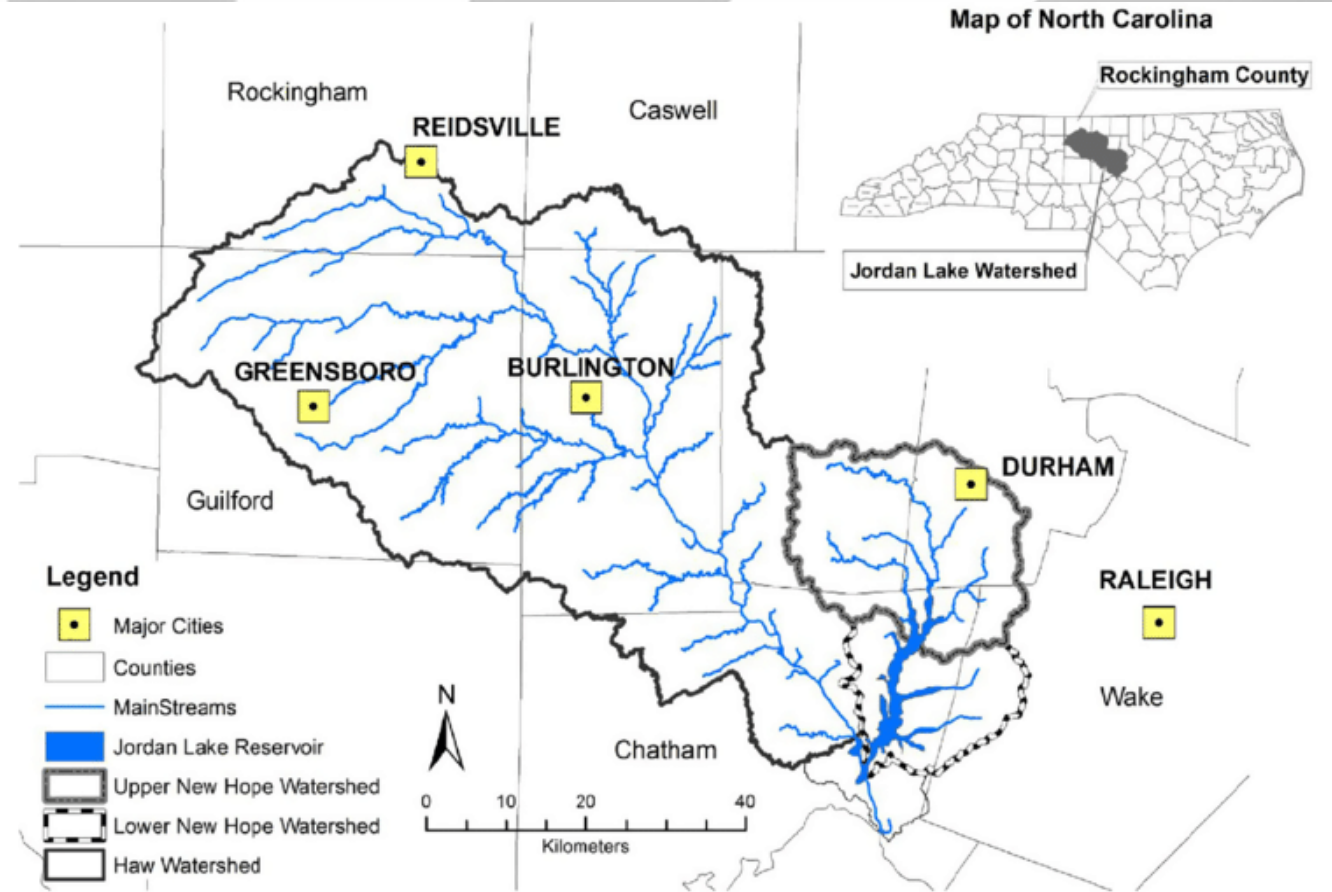 Map of North Carolina
Rockingham County
Jordan Lake Watershed
Rockingham
Caswell
REIDSVILLE
GREENSBORO
BURLINGTON
DURHAM
Guilford
RALEIGH
Wake
Chatham
Legend
Major Cities
Counties
MainStreams
Jordan Lake Reservoir
Upper New Hope Watershed
Lower New Hope Watershed
Haw Watershed
N
0 10 20 40
Kilometers